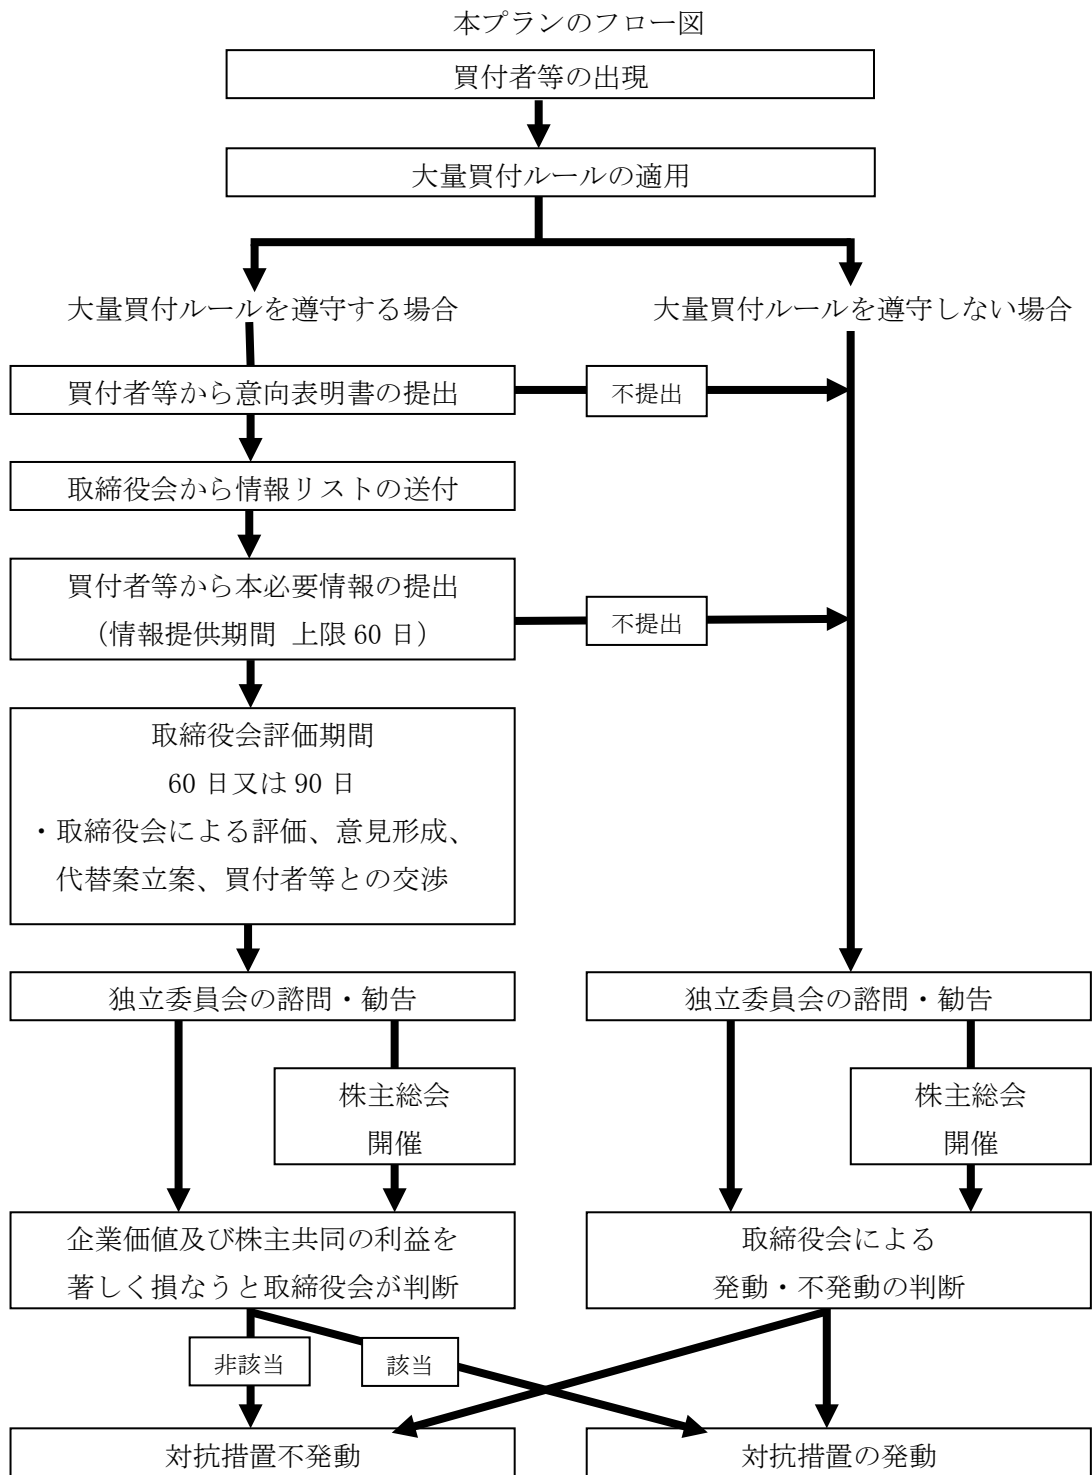 本プランのフロー図
買付者等の出現
大量買付ルールの適用
大量買付ルールを遵守する場合
大量買付ルールを遵守しない場合
買付者等から意向表明書の提出
不提出
取締役会から情報リストの送付
買付者等から本必要情報の提出
（情報提供期間 上限 60 日）
不提出
取締役会評価期間
60 日又は 90 日
・取締役会による評価、意見形成、
代替案立案、買付者等との交渉
独立委員会の諮問・勧告
独立委員会の諮問・勧告
株主総会
開催
株主総会
開催
企業価値及び株主共同の利益を
著しく損なうと取締役会が判断
取締役会による
発動・不発動の判断
非該当
該当
対抗措置不発動
対抗措置の発動